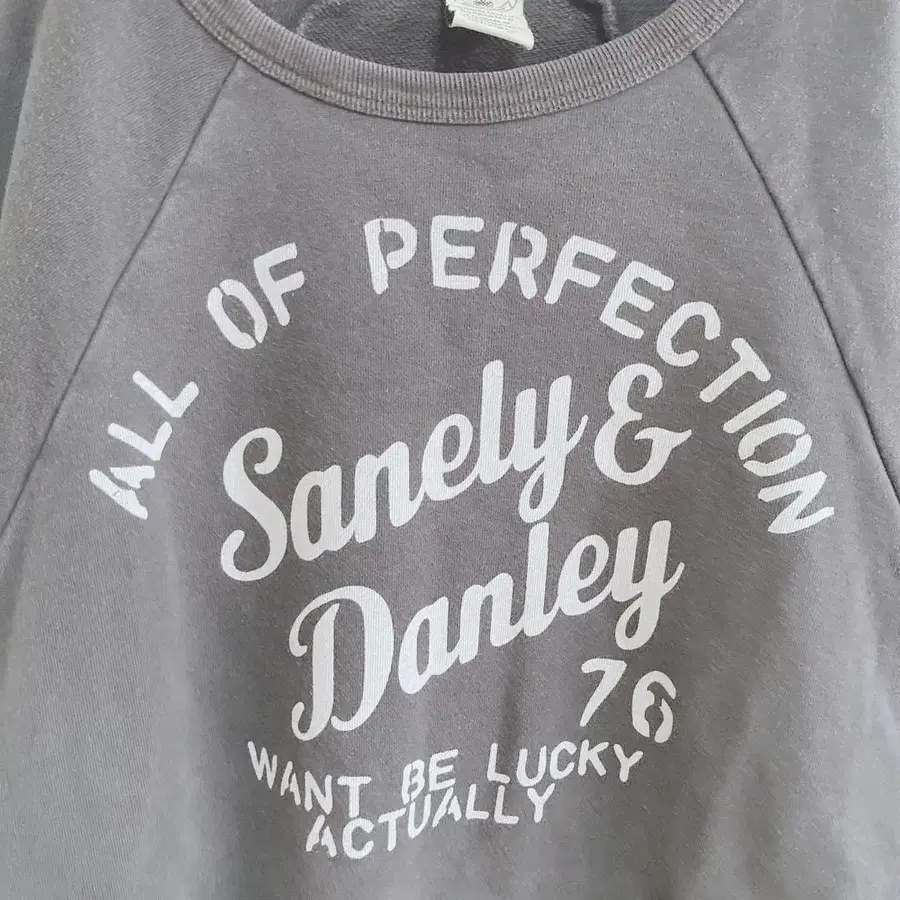 ALL OF PERFECTION
Sanely &
Danley
76
WANT BE LUCKY
ACTUALLY